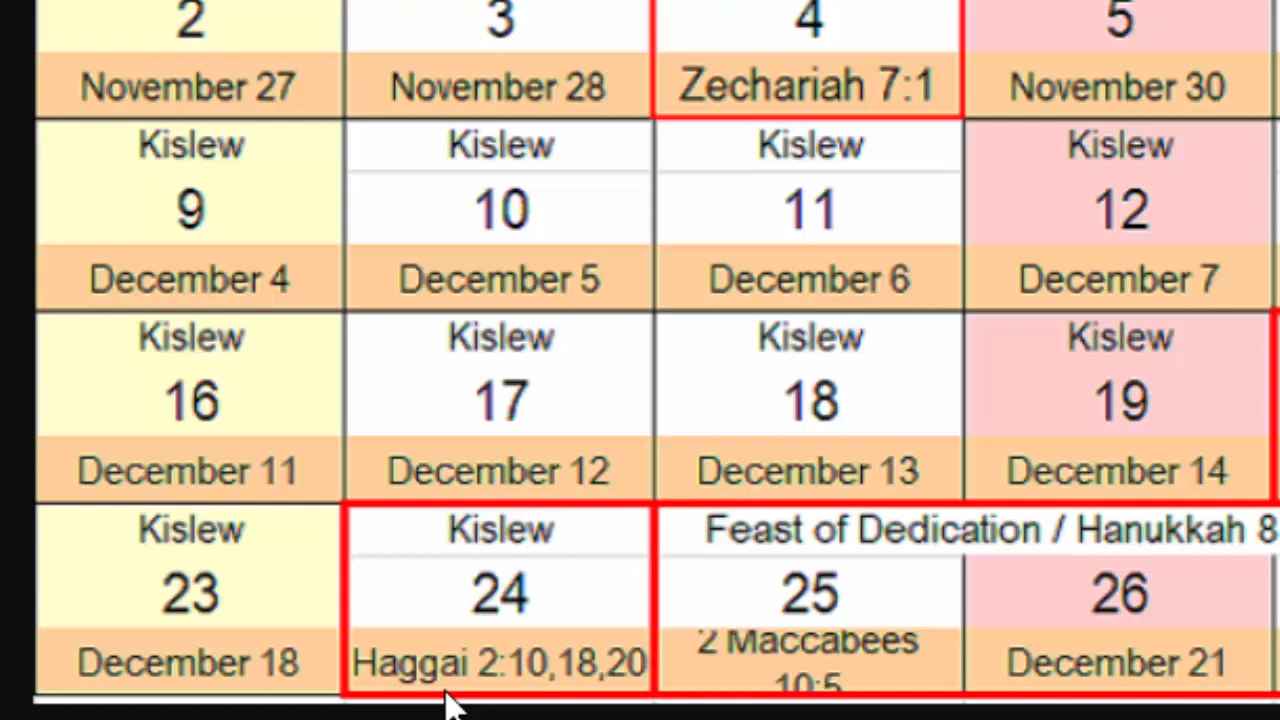 2 3 4 5
November 27 November 28 Zechariah 7:1 November 30
Kislew Kislew Kislew Kislew
9 10 11 12
December 4 December 5 December 6 December 7
Kislew Kislew Kislew Kislew
16 17 18 19
December 11 December 12 December 13 December 14
Kislew Kislew Feast of Dedication / Hanukkah 8
23 24 25 26
December 18 Haggai 2:10,18,20 2 Maccabees December 21
10:5